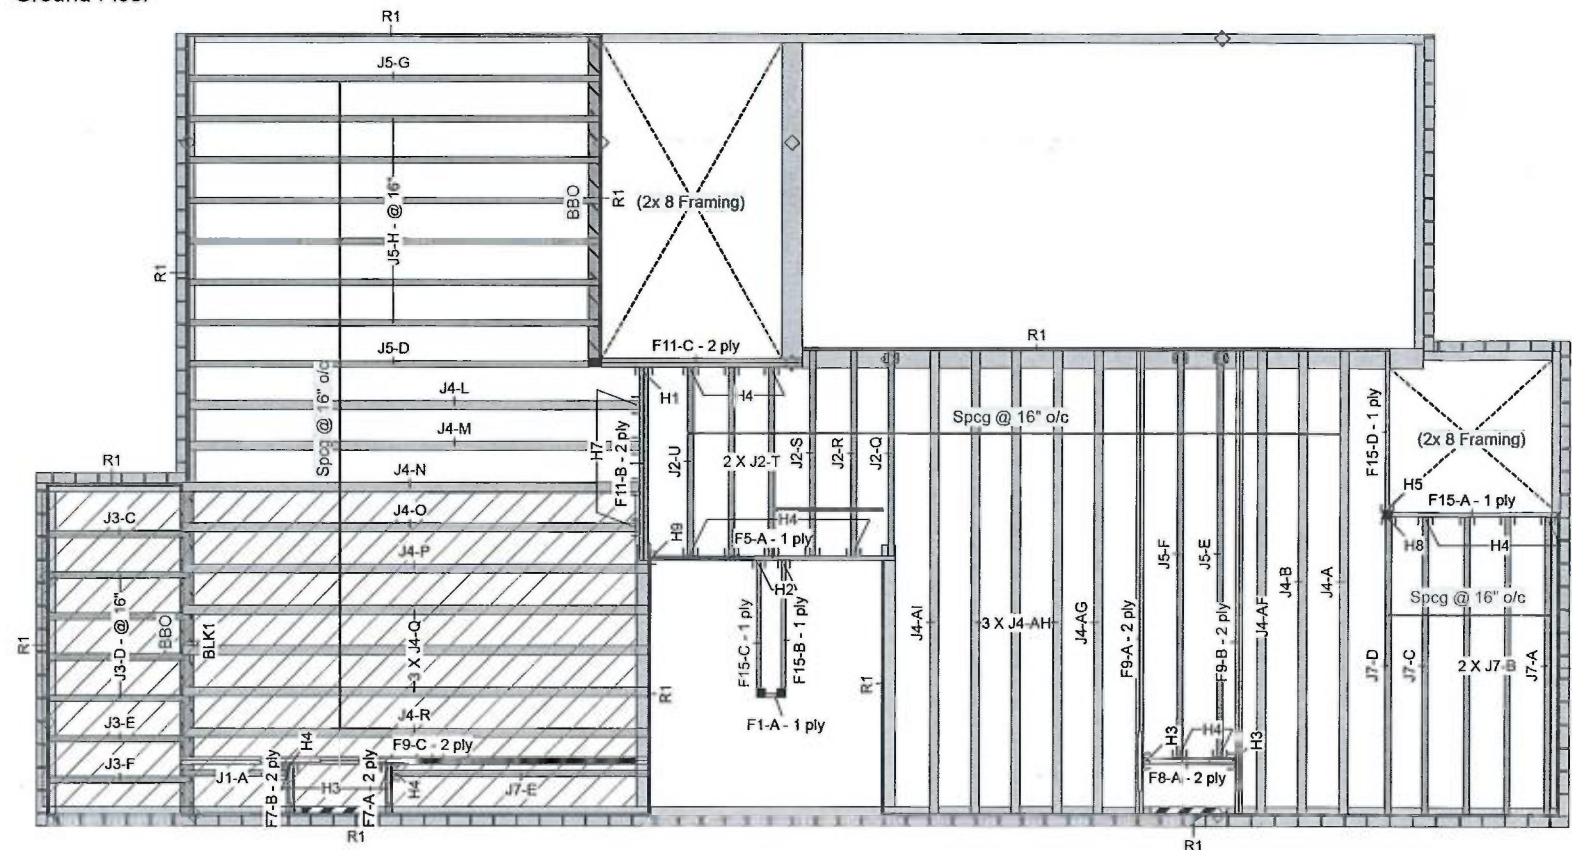 Ground Floor
R1
J5-G
J5-H - @ 16"
BBO
R1
(2x 8 Framing)
R1
J5-D
F11-C - 2 ply
R1
Spcg @ 16" o/c
J4-L
H1
H4
Spcg @ 16" o/c
F15-D - 1 ply
(2x 8 Framing)
J4-M
H7
F11-B - 2 ply
J2-U
2 X J2-T
J2-S
J2-R
J2-Q
R1
J4-N
H5
F15-A - 1 ply
J3-C
J4-O
H9
H4
F5-A - 1 ply
H8
H4
J4-P
J5-F
J5-E
J4-B
J4-A
H2
Spcg @ 16" o/c
J3-D - @ 16"
BBO
BLK1
3 X J4-Q
F15-C - 1 ply
F15-B - 1 ply
J4-AI
3 X J4-AH
J4-AG
F9-A - 2 ply
F9-B - 2 ply
J4-AF
J7-D
J7-C
2 X J7-B
J7-A
R1
R1
R1
J3-E
J4-R
F1-A - 1 ply
H4
F9-C - 2 ply
H3
H4
H3
J3-F
J1-A
F7-B - 2 ply
H3
F7-A - 2 ply
H4
J7-E
F8-A - 2 ply
R1
R1